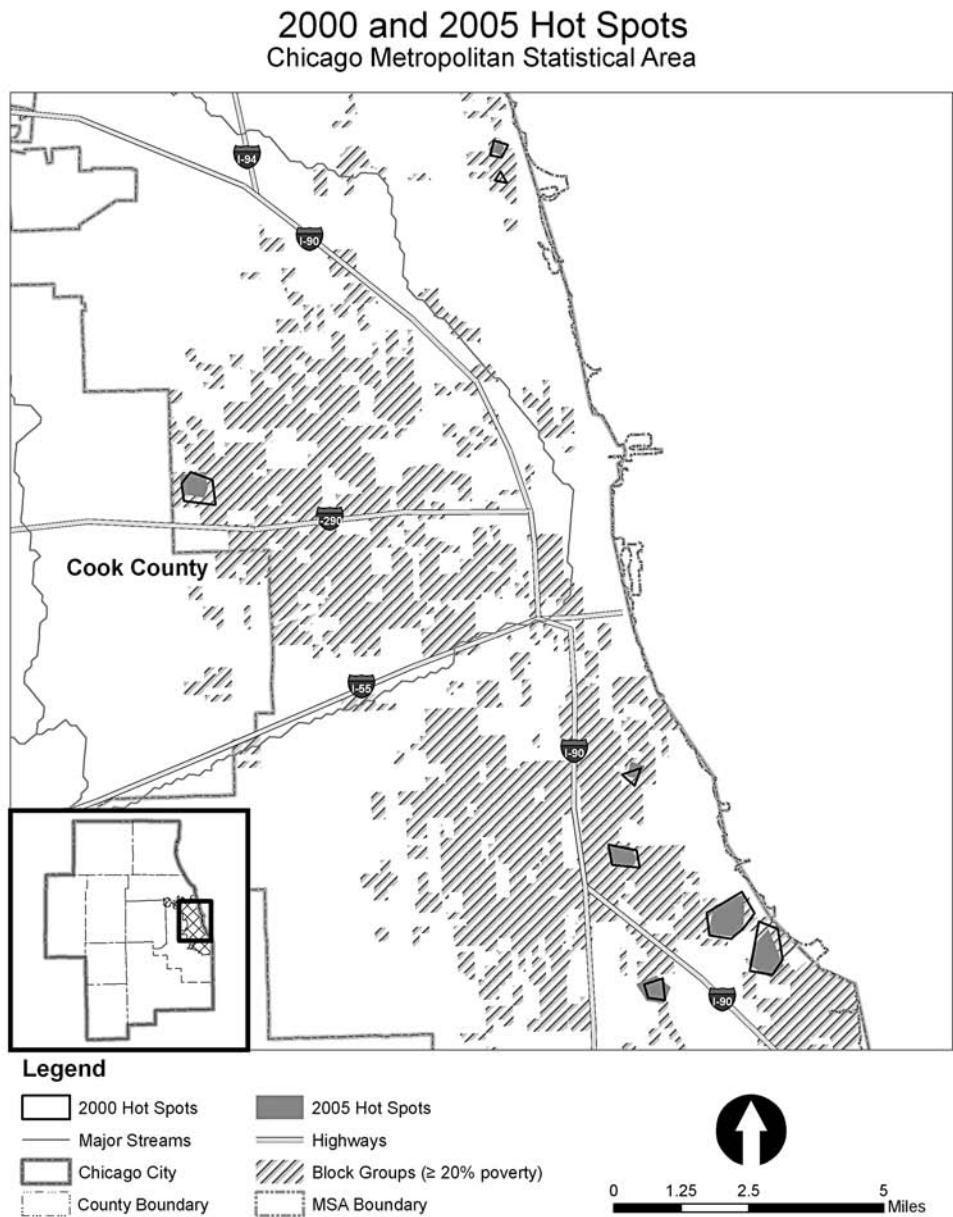 2000 and 2005 Hot Spots
Chicago Metropolitan Statistical Area
I-94
I-90
I-290
Cook County
I-55
I-90
I-90
Legend
2000 Hot Spots
2005 Hot Spots
Major Streams
Highways
Chicago City
Block Groups (≥ 20% poverty)
County Boundary
MSA Boundary
0 1.25 2.5 5
Miles